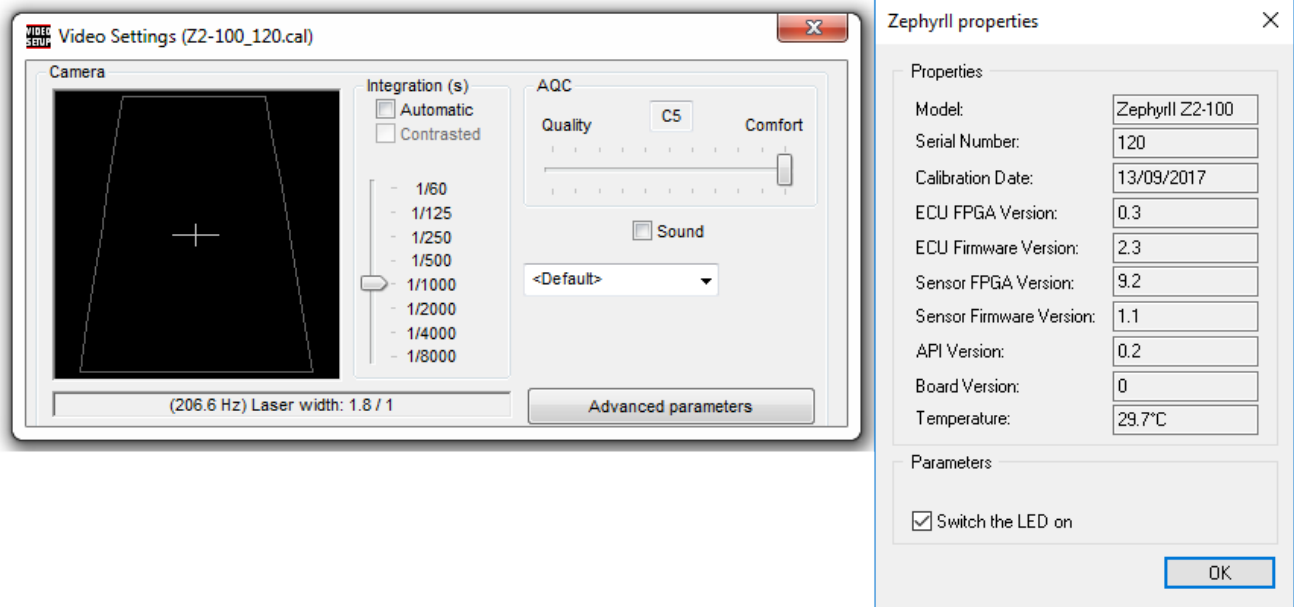 VIDEO
SETUP
Video Settings (Z2-100_120.cal)
Camera
Integration (s)
Automatic
Contrasted
1/60
1/125
1/250
1/500
1/1000
1/2000
1/4000
1/8000
(206.6 Hz) Laser width: 1.8 / 1
AQC
C5
Quality
Comfort
Sound
<Default>
Advanced parameters
ZephyrII properties
Properties
Model: ZephyrII Z2-100
Serial Number: 120
Calibration Date: 13/09/2017
ECU FPGA Version: 0.3
ECU Firmware Version: 2.3
Sensor FPGA Version: 9.2
Sensor Firmware Version: 1.1
API Version: 0.2
Board Version: 0
Temperature: 29.7°C
Parameters
Switch the LED on
OK